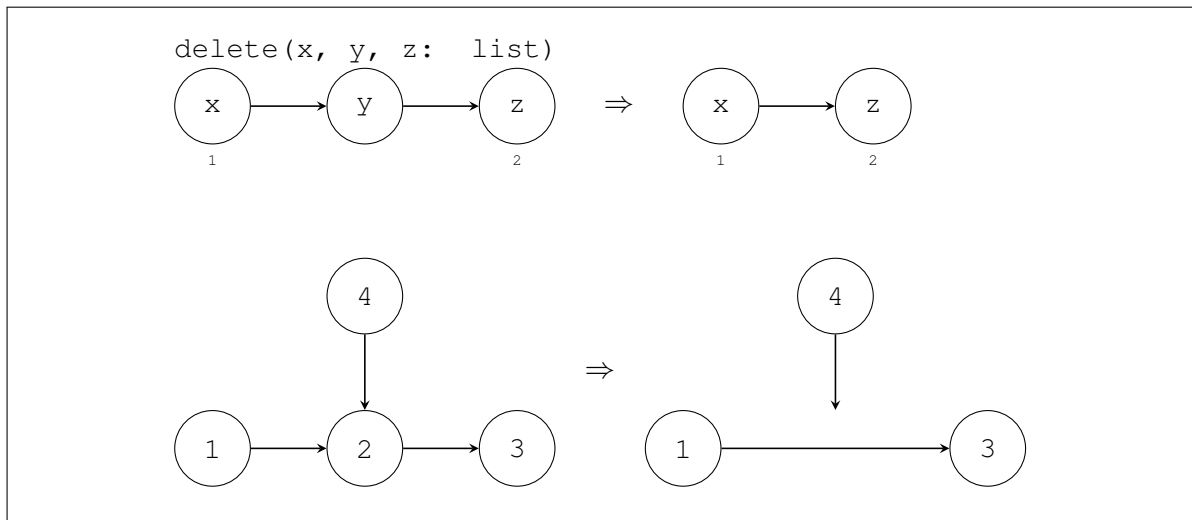 delete(x, y, z: list)
x y z ⇒ x z
1 2 1 2
4 4
⇒
1 2 3 1 3